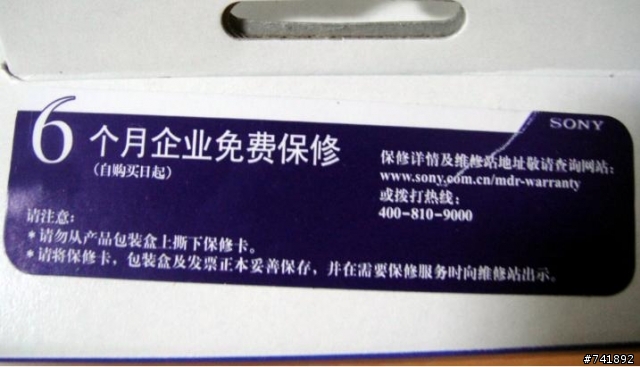 SONY
6个月企业免费保修
（自购买日起）
保修详情及维修站地址敬请查询网站：
www.sony.com.cn/mdr-warranty
或拨打热线：
400-810-9000
请注意：
*请勿从产品包装盒上撕下保修卡。
*请将保修卡，包装盒及发票正本妥善保存，并在需要保修服务时向维修站出示。
#741892